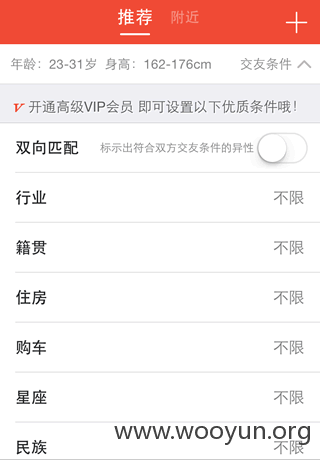 推荐 附近
年龄：23-31岁 身高：162-176cm 交友条件
V 开通高级VIP会员 即可设置以下优质条件哦！
双向匹配 标示出符合双方交友条件的异性
行业 不限
籍贯 不限
住房 不限
购车 不限
星座 不限
民族 不限
www.wooyun.org